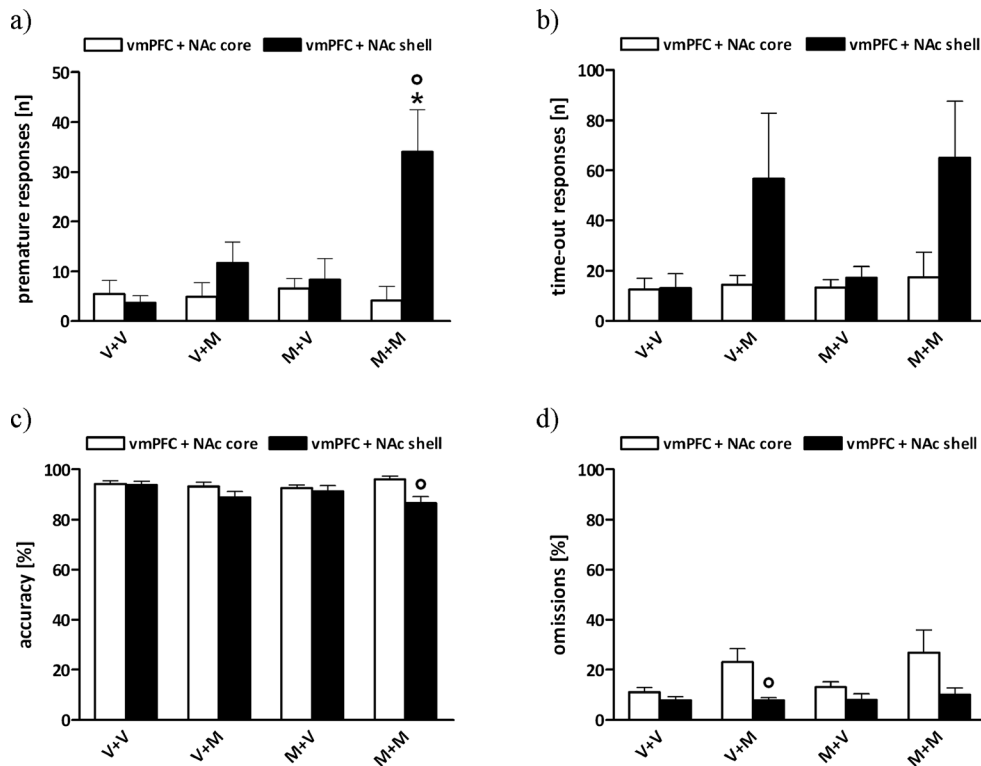 a)
vmPFC + NAc core vmPFC + NAc shell
premature responses [n]
50
40
30
20
10
0
V+V V+M M+V M+M
*
b)
vmPFC + NAc core vmPFC + NAc shell
time-out responses [n]
100
80
60
40
20
0
V+V V+M M+V M+M
c)
vmPFC + NAc core vmPFC + NAc shell
accuracy [%]
100
80
60
40
20
0
V+V V+M M+V M+M
d)
vmPFC + NAc core vmPFC + NAc shell
omissions [%]
100
80
60
40
20
0
V+V V+M M+V M+M